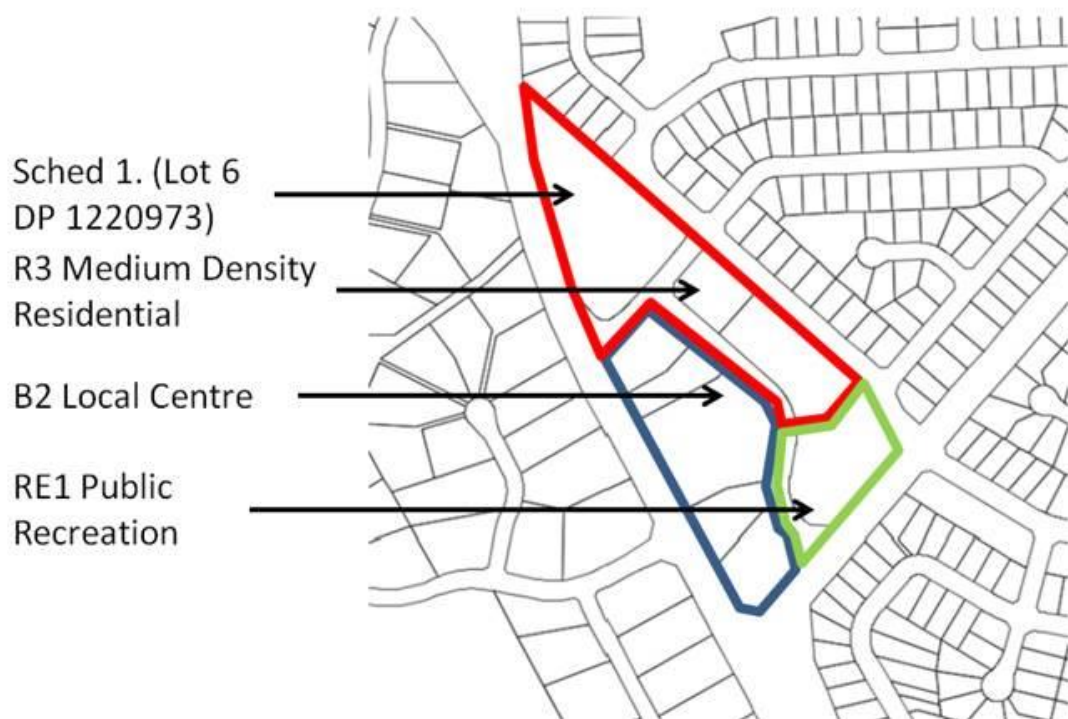 Sched 1. (Lot 6
DP 1220973)
R3 Medium Density
Residential
B2 Local Centre
RE1 Public
Recreation